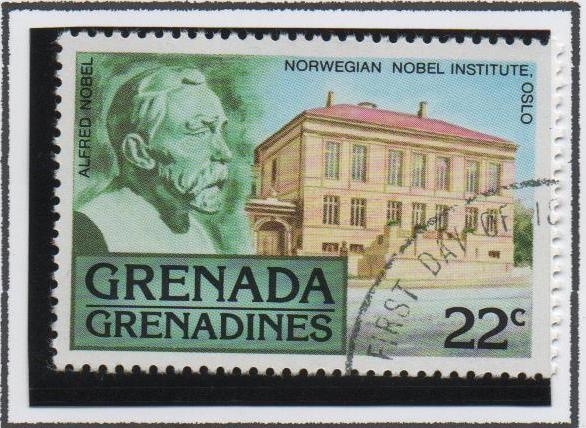 ALFRED NOBEL
NORWEGIAN NOBEL INSTITUTE, OSLO
GRENADA
GRENADINES
22c
FIRST DAY OF